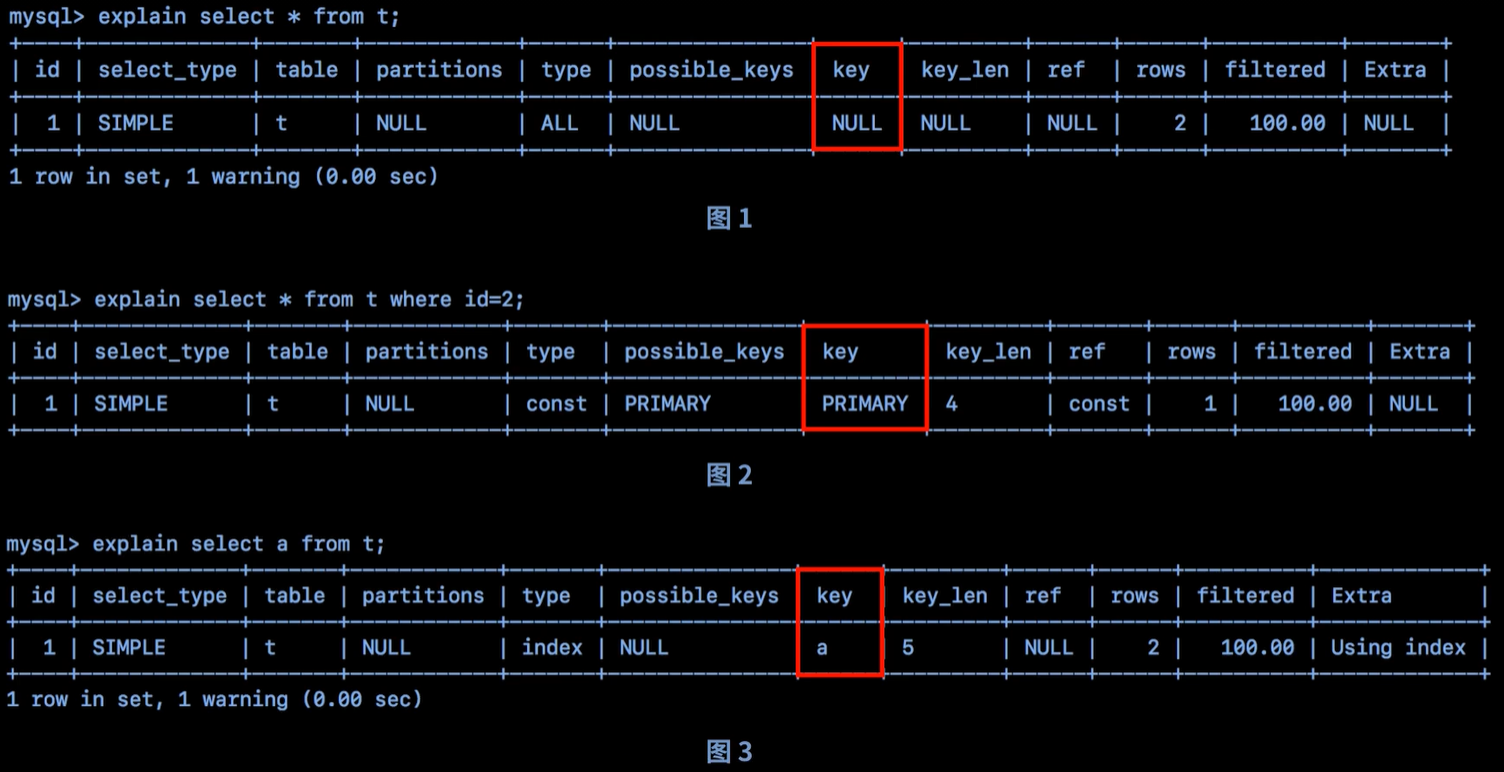 mysql> explain select * from t;
+----+-------------+-------+------------+------+---------------+------+---------+------+------+----------+-------+
| id | select_type | table | partitions | type | possible_keys | key | key_len | ref | rows | filtered | Extra |
+----+-------------+-------+------------+------+---------------+------+---------+------+------+----------+-------+
| 1 | SIMPLE | t | NULL | ALL | NULL | NULL | NULL | NULL | 2 | 100.00 | NULL |
+----+-------------+-------+------------+------+---------------+------+---------+------+------+----------+-------+
1 row in set, 1 warning (0.00 sec)
图 1
mysql> explain select * from t where id=2;
+----+-------------+-------+------------+-------+---------------+---------+---------+-------+------+----------+-------+
| id | select_type | table | partitions | type | possible_keys | key | key_len | ref | rows | filtered | Extra |
+----+-------------+-------+------------+-------+---------------+---------+---------+-------+------+----------+-------+
| 1 | SIMPLE | t | NULL | const | PRIMARY | PRIMARY | 4 | const | 1 | 100.00 | NULL |
+----+-------------+-------+------------+-------+---------------+---------+---------+-------+------+----------+-------+
图 2
mysql> explain select a from t;
+----+-------------+-------+------------+-------+---------------+------+---------+------+------+----------+-------------+
| id | select_type | table | partitions | type | possible_keys | key | key_len | ref | rows | filtered | Extra |
+----+-------------+-------+------------+-------+---------------+------+---------+------+------+----------+-------------+
| 1 | SIMPLE | t | NULL | index | NULL | a | 5 | NULL | 2 | 100.00 | Using index |
+----+-------------+-------+------------+-------+---------------+------+---------+------+------+----------+-------------+
1 row in set, 1 warning (0.00 sec)
图 3